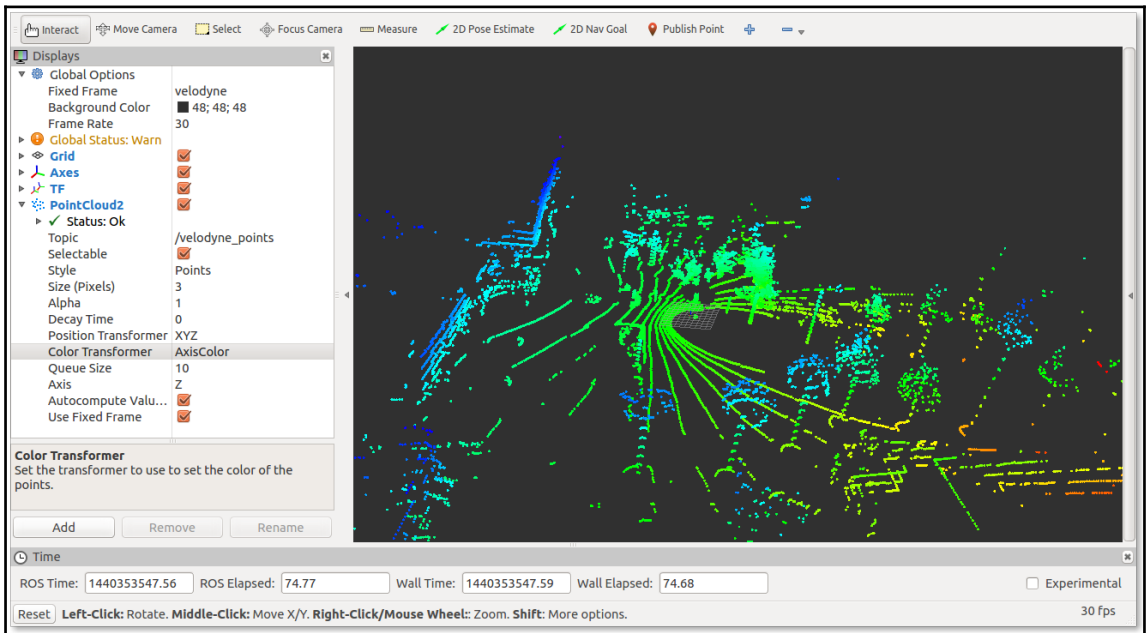 Interact Move Camera Select Focus Camera Measure 2D Pose Estimate 2D Nav Goal Publish Point
Displays
Global Options
Fixed Frame velodyne
Background Color 48; 48; 48
Frame Rate 30
Global Status: Warn
Grid
Axes
TF
PointCloud2
Status: Ok
Topic /velodyne_points
Selectable
Style Points
Size (Pixels) 3
Alpha 1
Decay Time 0
Position Transformer XYZ
Color Transformer AxisColor
Queue Size 10
Axis Z
Autocompute Valu...
Use Fixed Frame
Color Transformer
Set the transformer to use to set the color of the
points.
Add Remove Rename
Time
ROS Time: 1440353547.56 ROS Elapsed: 74.77 Wall Time: 1440353547.59 Wall Elapsed: 74.68 Experimental
Reset Left-Click: Rotate. Middle-Click: Move X/Y. Right-Click/Mouse Wheel:: Zoom. Shift: More options. 30 fps